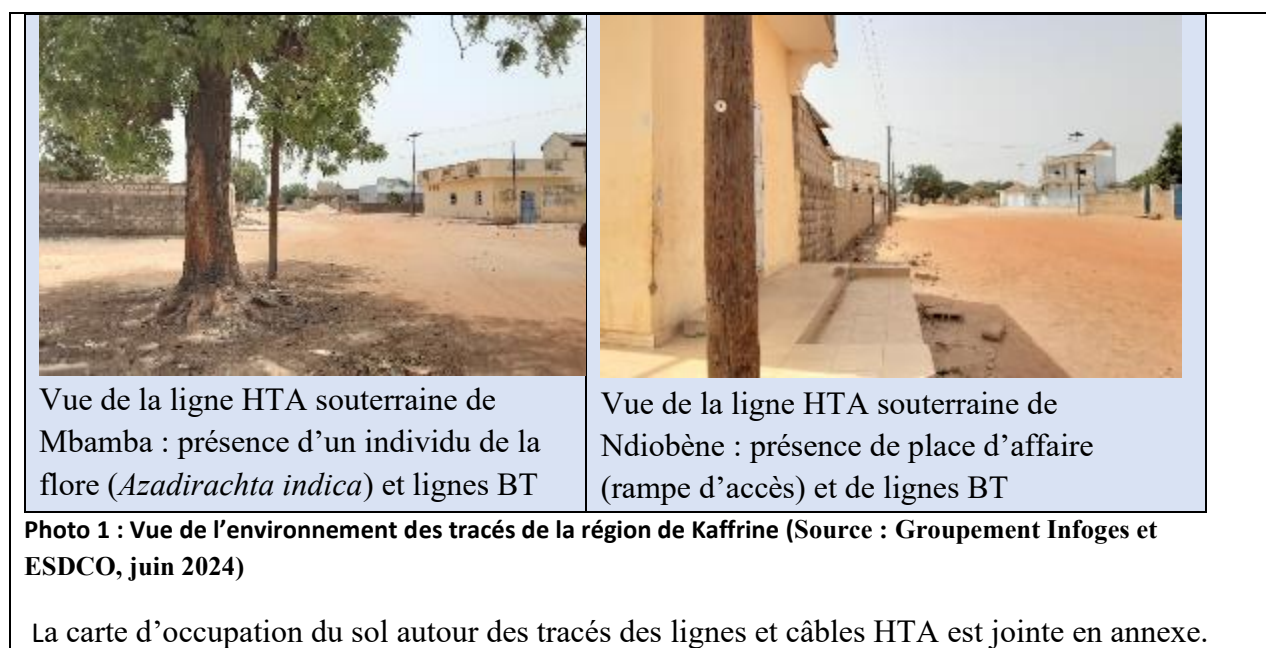 Vue de la ligne HTA souterraine de
Mbamba : présence d’un individu de la
flore (Azadirachta indica) et lignes BT
Vue de la ligne HTA souterraine de
Ndiobène : présence de place d’affaire
(rampe d’accès) et de lignes BT
Photo 1 : Vue de l’environnement des tracés de la région de Kaffrine (Source : Groupement Infoges et
ESDCO, juin 2024)
La carte d’occupation du sol autour des tracés des lignes et câbles HTA est jointe en annexe.